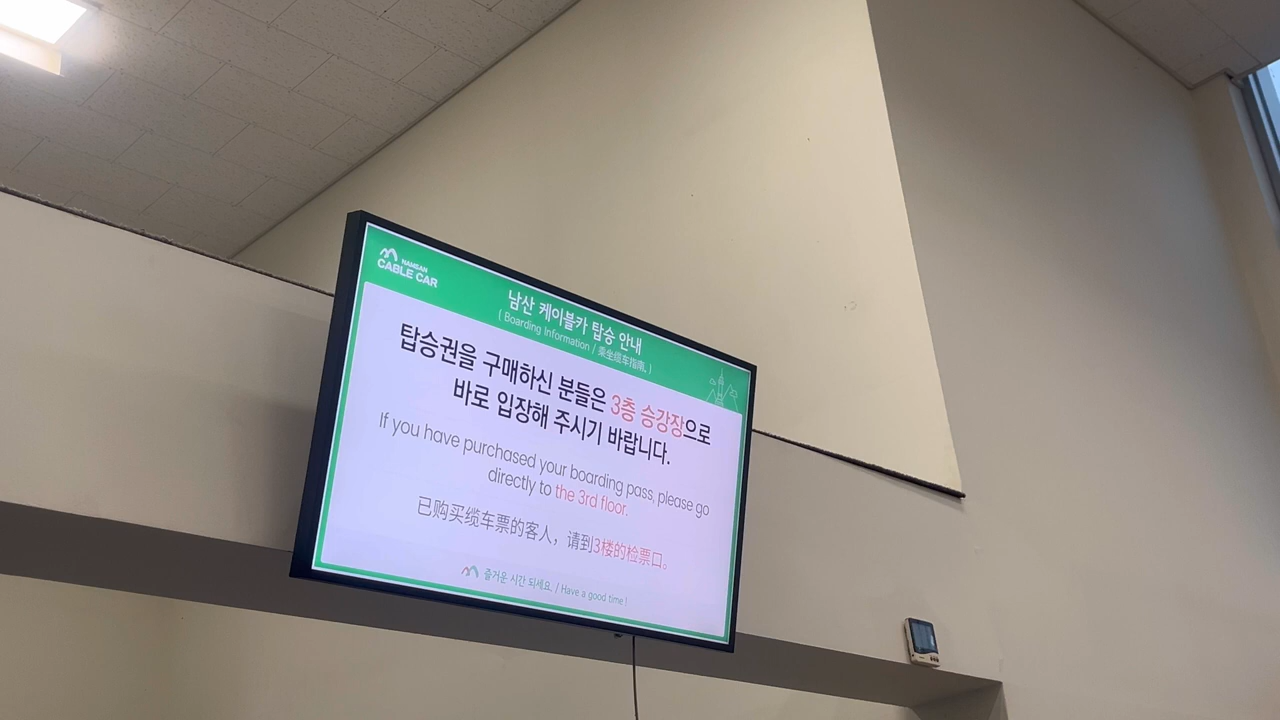 NAMSAN
CABLE CAR
남산 케이블카 탑승 안내
( Boarding Information / 乘坐缆车指南. )
탑승권을 구매하신 분들은 3층 승강장으로
바로 입장해 주시기 바랍니다.
If you have purchased your boarding pass, please go
directly to the 3rd floor.
已购买缆车票的客人，请到3楼的检票口。
즐거운 시간 되세요. / Have a good time !